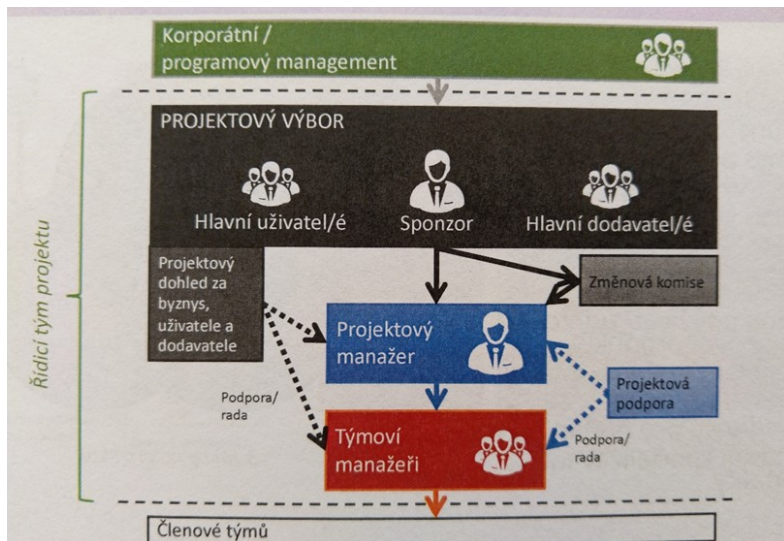 Korporátní /
programový management
PROJEKTOVÝ VÝBOR
Hlavní uživatel/é
Sponzor
Hlavní dodavatel/é
Projektový
dohled za
byznys,
uživatele a
dodavatele
Změnová komise
Projektový
manažer
Projektová
podpora
Podpora/
rada
Týmoví
manažeři
Podpora/
rada
Členové týmů
Řídicí tým projektu